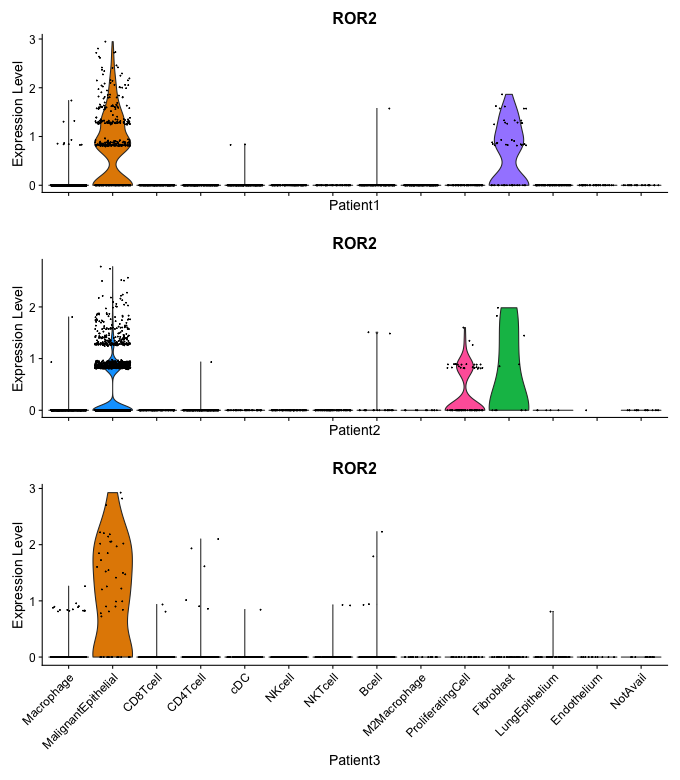 ROR2
Expression Level
3
2
1
0
Patient1
ROR2
Expression Level
2
1
0
Patient2
ROR2
Expression Level
3
2
1
0
Macrophage
MalignantEpithelial
CD8Tcell
CD4Tcell
cDC
NKcell
NKTcell
Bcell
M2Macrophage
ProliferatingCell
Fibroblast
LungEpithelium
Endothelium
NotAvail
Patient3